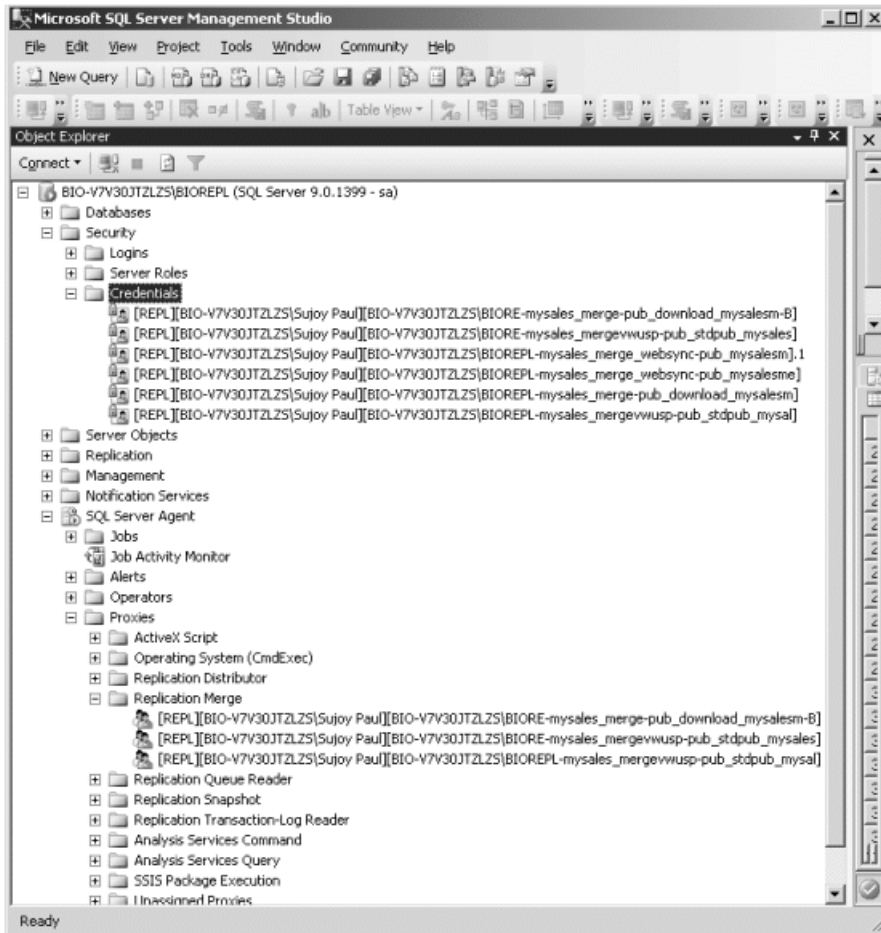 Microsoft SQL Server Management Studio
File Edit View Project Tools Window Community Help
New Query
Table View
Object Explorer
Connect
BIO-V7V30JTZLZS\BIOREPL (SQL Server 9.0.1399 - sa)
Databases
Security
Logins
Server Roles
Credentials
[REPL][BIO-V7V30JTZLZS\Sujoy Paul][BIO-V7V30JTZLZS\BIORE-mysales_merge-pub_download_mysalesm-B]
[REPL][BIO-V7V30JTZLZS\Sujoy Paul][BIO-V7V30JTZLZS\BIORE-mysales_mergevwusp-pub_stdpub_mysales]
[REPL][BIO-V7V30JTZLZS\Sujoy Paul][BIO-V7V30JTZLZS\BIOREPL-mysales_merge_websync-pub_mysalesm].1
[REPL][BIO-V7V30JTZLZS\Sujoy Paul][BIO-V7V30JTZLZS\BIOREPL-mysales_merge_websync-pub_mysalesme]
[REPL][BIO-V7V30JTZLZS\Sujoy Paul][BIO-V7V30JTZLZS\BIOREPL-mysales_merge-pub_download_mysalesm]
[REPL][BIO-V7V30JTZLZS\Sujoy Paul][BIO-V7V30JTZLZS\BIOREPL-mysales_mergevwusp-pub_stdpub_mysal]
Server Objects
Replication
Management
Notification Services
SQL Server Agent
Jobs
Job Activity Monitor
Alerts
Operators
Proxies
ActiveX Script
Operating System (CmdExec)
Replication Distributor
Replication Merge
[REPL][BIO-V7V30JTZLZS\Sujoy Paul][BIO-V7V30JTZLZS\BIORE-mysales_merge-pub_download_mysalesm-B]
[REPL][BIO-V7V30JTZLZS\Sujoy Paul][BIO-V7V30JTZLZS\BIORE-mysales_mergevwusp-pub_stdpub_mysales]
[REPL][BIO-V7V30JTZLZS\Sujoy Paul][BIO-V7V30JTZLZS\BIOREPL-mysales_mergevwusp-pub_stdpub_mysal]
Replication Queue Reader
Replication Snapshot
Replication Transaction-Log Reader
Analysis Services Command
Analysis Services Query
SSIS Package Execution
Unassigned Proxies
Ready